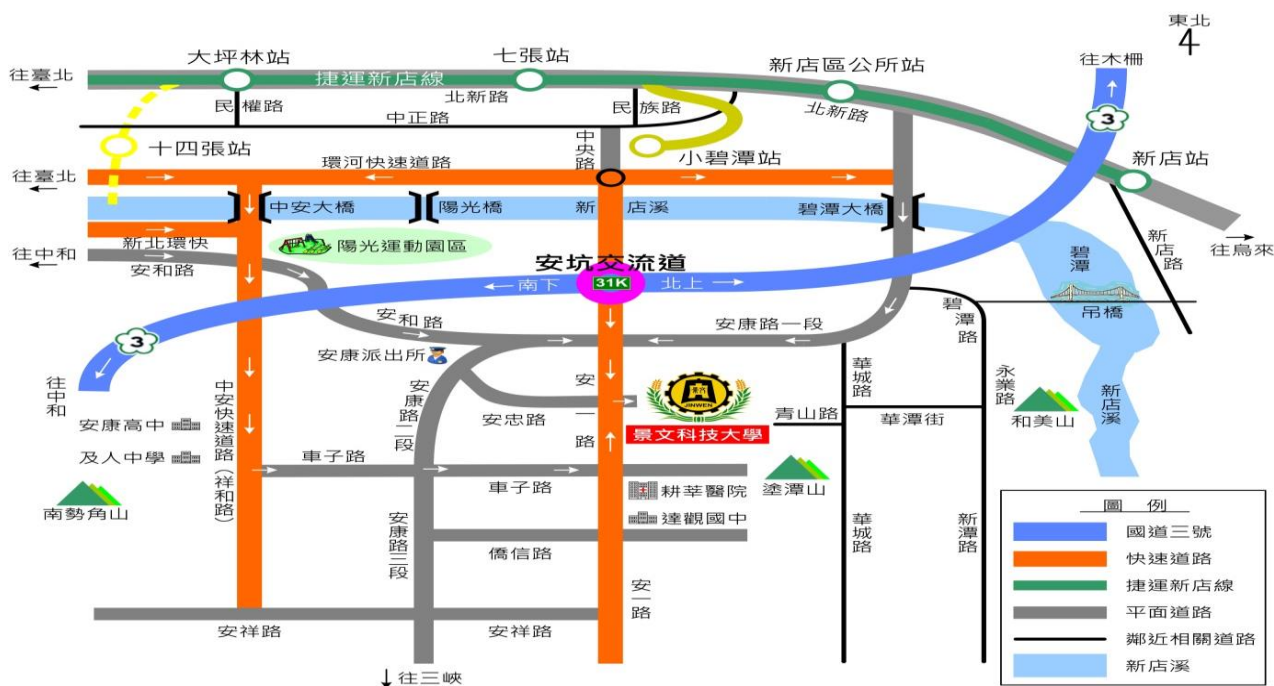 東北
4
往木柵
大坪林站
七張站
新店區公所站
往臺北
捷運新店線
北新路
北新路
民權路
民族路
中正路
中央路
3
十四張站
小碧潭站
新店站
環河快速道路
往臺北
中安大橋
陽光橋
新店溪
碧潭大橋
往烏來
新北環快
陽光運動園區
往中和
安和路
安坑交流道
碧潭
新店路
南下
31K
北上
吊橋
碧潭路
3
安和路
安康路一段
安康派出所
往中和
中安快速道路(祥和路)
安康路二段
安一路
JINWEN
華城路
永業路
新店溪
安忠路
青山路
華潭街
和美山
安康高中
景文科技大學
及人中學
車子路
車子路
耕莘醫院
塗潭山
南勢角山
達觀國中
安康路三段
僑信路
華城路
新潭路
安一路
安祥路
安祥路
往三峽
圖例
國道三號
快速道路
捷運新店線
平面道路
鄰近相關道路
新店溪